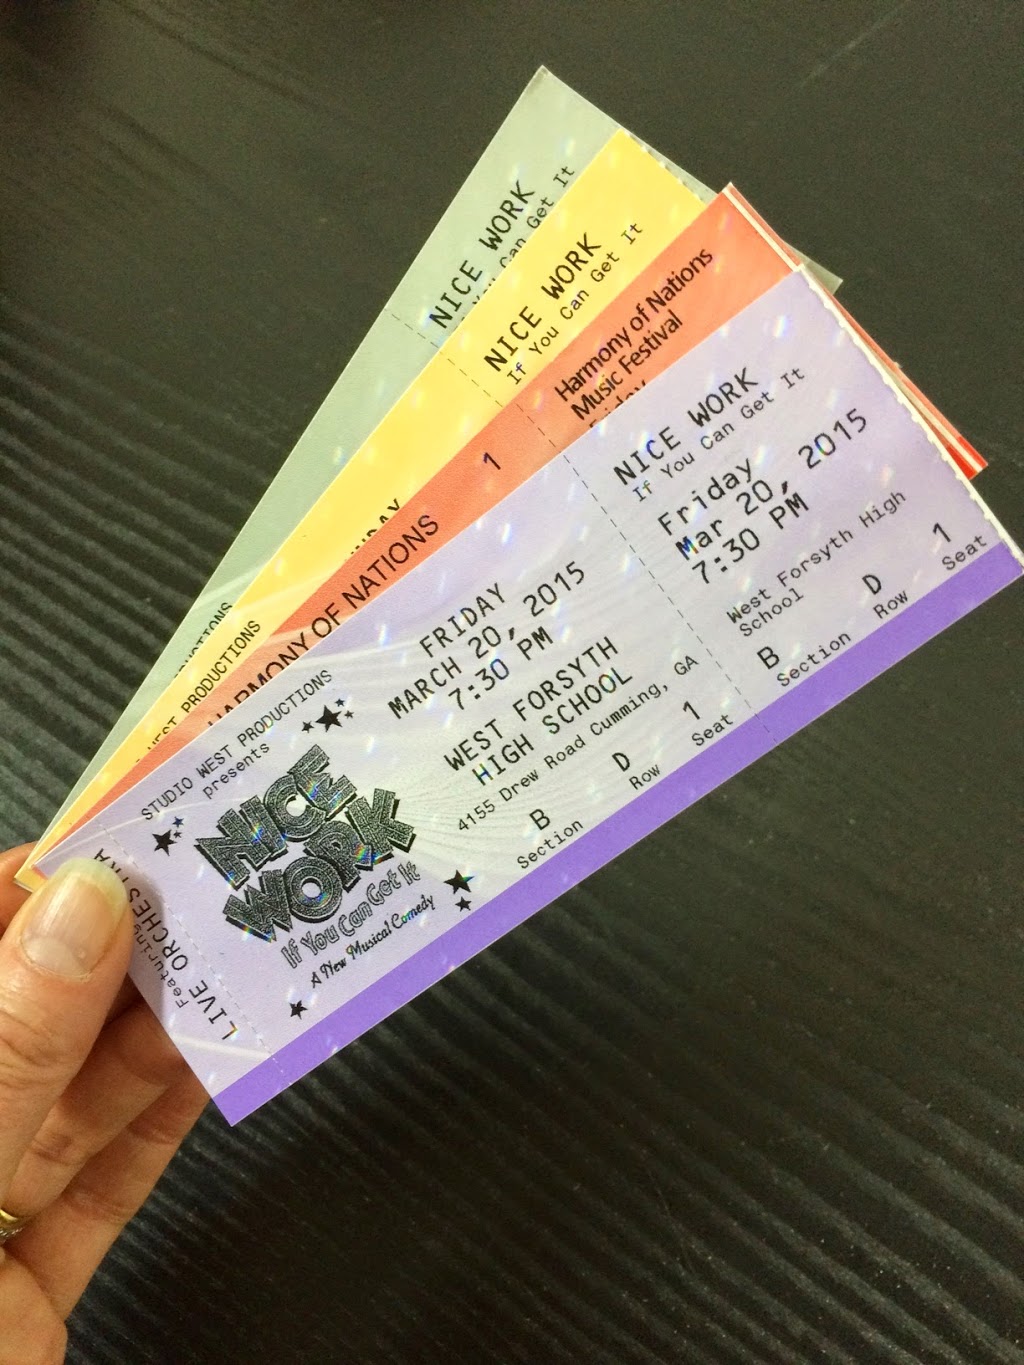 NICE WORK
Can Get It
NICE WORK
If You Can Get It
PRODUCTIONS
Harmony of Nations
Music Festival
1
HARMONY OF NATIONS
STUDIO WEST PRODUCTIONS
presents
NICE
WORK
If You Can Get It
A New Musical Comedy
Featuring
LIVE ORCHESTRA
FRIDAY
MARCH 20, 2015
7:30 PM
WEST FORSYTH
HIGH SCHOOL
4155 Drew Road Cumming, GA
B D 1
Section Row Seat
NICE WORK
If You Can Get It
Friday
Mar 20, 2015
7:30 PM
West Forsyth High
School
B D 1
Section Row Seat